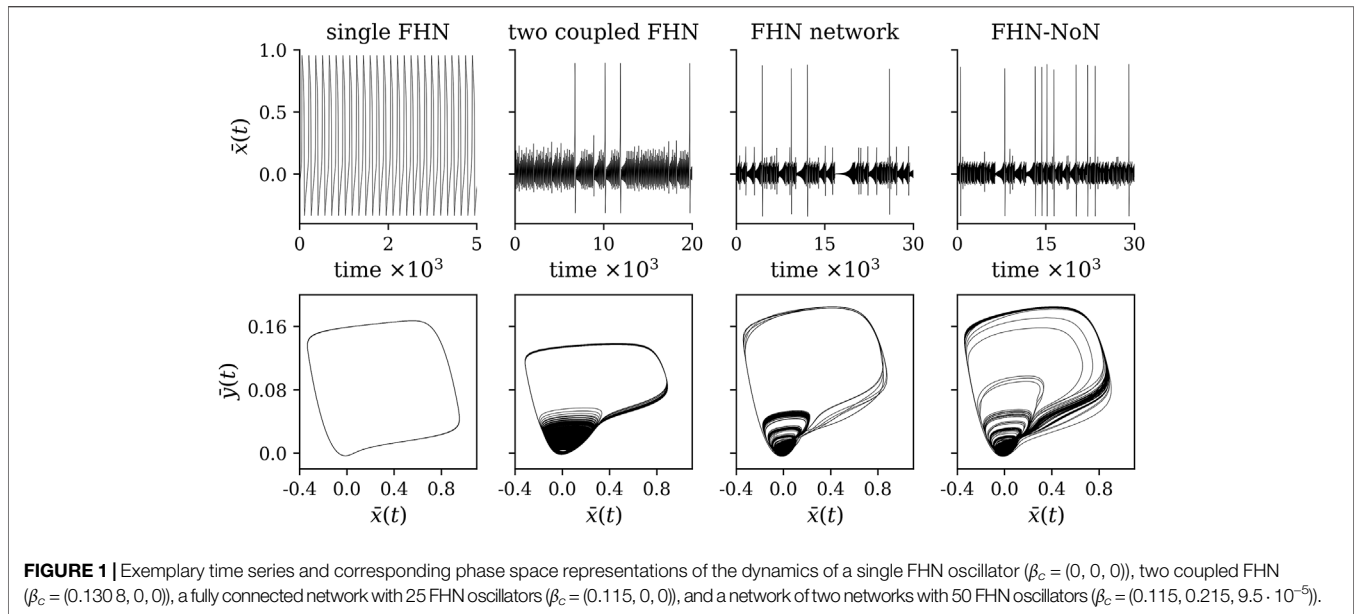 single FHN two coupled FHN FHN network FHN-NoN
1.0
0.5
0.0
x̄(t)
0 2 5 0 10 20 0 15 30 0 15 30
time ×10³ time ×10³ time ×10³ time ×10³
0.16
0.08
0.0
ȳ(t)
-0.4 0.0 0.4 0.8 -0.4 0.0 0.4 0.8 -0.4 0.0 0.4 0.8 -0.4 0.0 0.4 0.8
x̄(t) x̄(t) x̄(t) x̄(t)
FIGURE 1 | Exemplary time series and corresponding phase space representations of the dynamics of a single FHN oscillator (βc = (0, 0, 0)), two coupled FHN
(βc = (0.130 8, 0, 0)), a fully connected network with 25 FHN oscillators (βc = (0.115, 0, 0)), and a network of two networks with 50 FHN oscillators (βc = (0.115, 0.215, 9.5 · 10⁻⁵)).